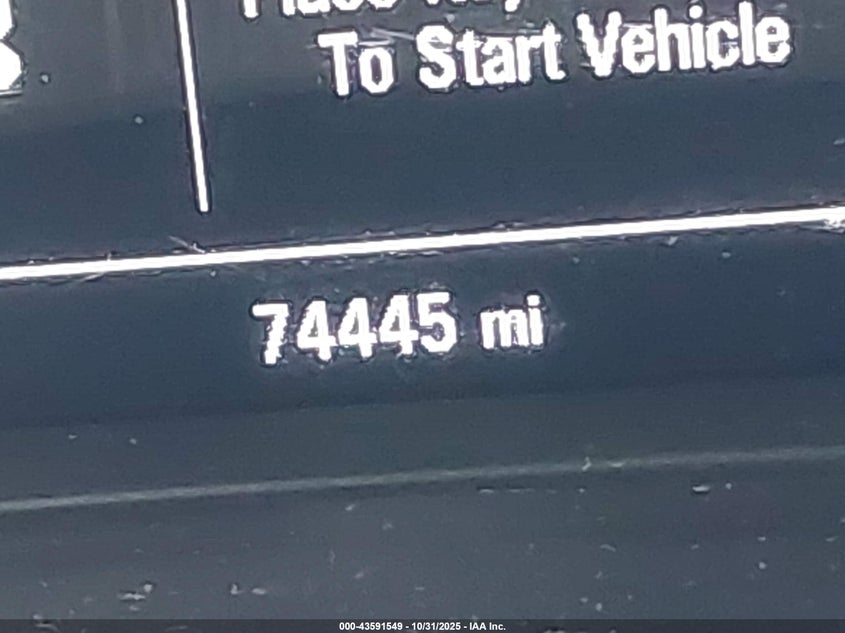 To Start Vehicle
74445 mi
000-43591549 - 10/31/2025 - IAA Inc.